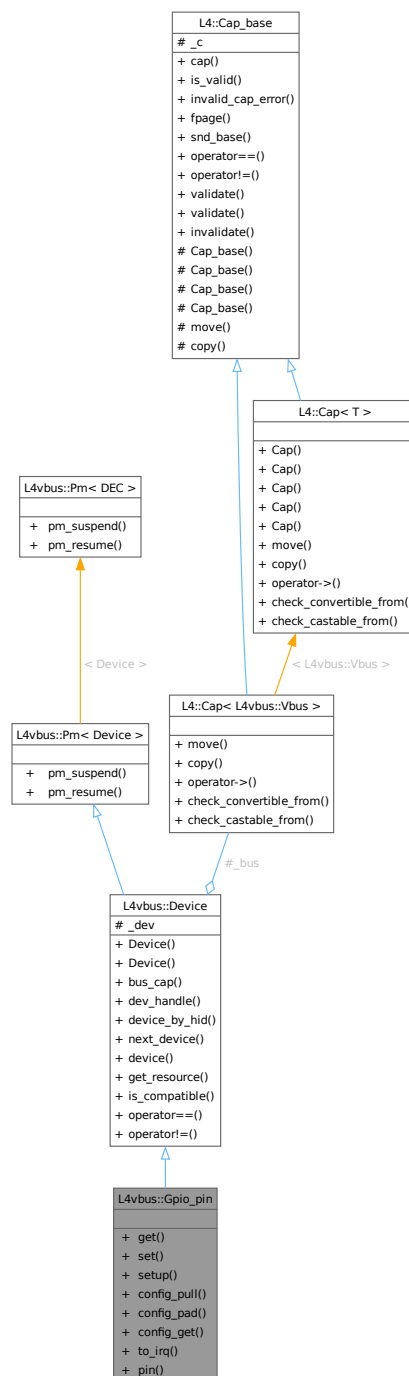 L4::Cap_base
# _c
+ cap()
+ is_valid()
+ invalid_cap_error()
+ fpage()
+ snd_base()
+ operator==()
+ operator!=()
+ validate()
+ validate()
+ invalidate()
# Cap_base()
# Cap_base()
# Cap_base()
# Cap_base()
# move()
# copy()
L4::Cap< T >
+ Cap()
+ Cap()
+ Cap()
+ Cap()
+ Cap()
+ move()
+ copy()
+ operator->()
+ check_convertible_from()
+ check_castable_from()
L4vbus::Pm< DEC >
+ pm_suspend()
+ pm_resume()
< Device >
< L4vbus::Vbus >
L4vbus::Pm< Device >
+ pm_suspend()
+ pm_resume()
L4::Cap< L4vbus::Vbus >
+ move()
+ copy()
+ operator->()
+ check_convertible_from()
+ check_castable_from()
#_bus
L4vbus::Device
# _dev
+ Device()
+ Device()
+ bus_cap()
+ dev_handle()
+ device_by_hid()
+ next_device()
+ device()
+ get_resource()
+ is_compatible()
+ operator==()
+ operator!=()
L4vbus::Gpio_pin
+ get()
+ set()
+ setup()
+ config_pull()
+ config_pad()
+ config_get()
+ to_irq()
+ pin()